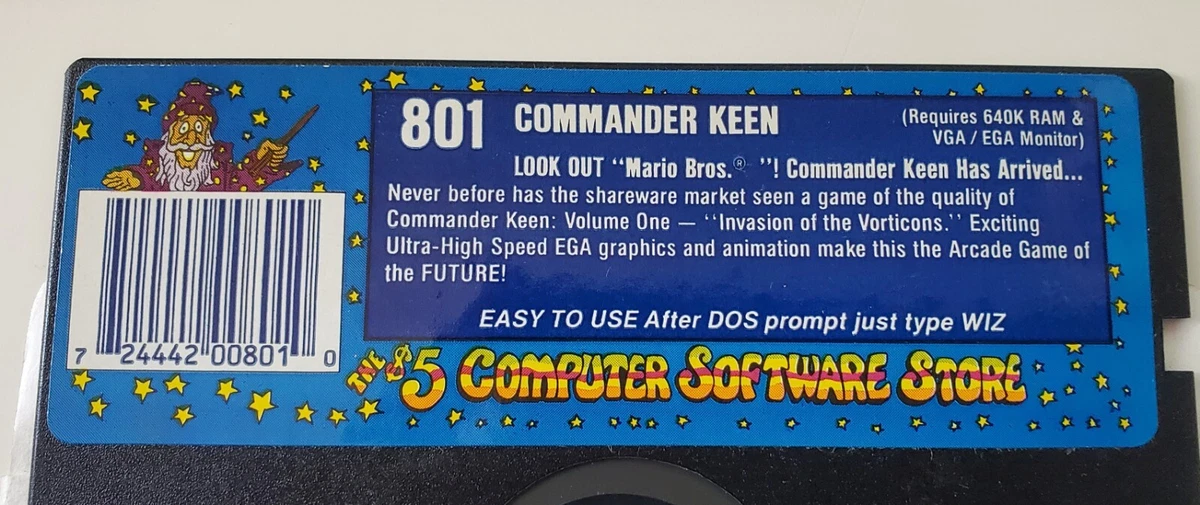 801 COMMANDER KEEN (Requires 640K RAM &
VGA / EGA Monitor)
LOOK OUT “Mario Bros.® ”! Commander Keen Has Arrived...
Never before has the shareware market seen a game of the quality of
Commander Keen: Volume One — “Invasion of the Vorticons.” Exciting
Ultra-High Speed EGA graphics and animation make this the Arcade Game of
the FUTURE!
EASY TO USE After DOS prompt just type WIZ
7 24442 00801 0
THE $5 COMPUTER SOFTWARE STORE